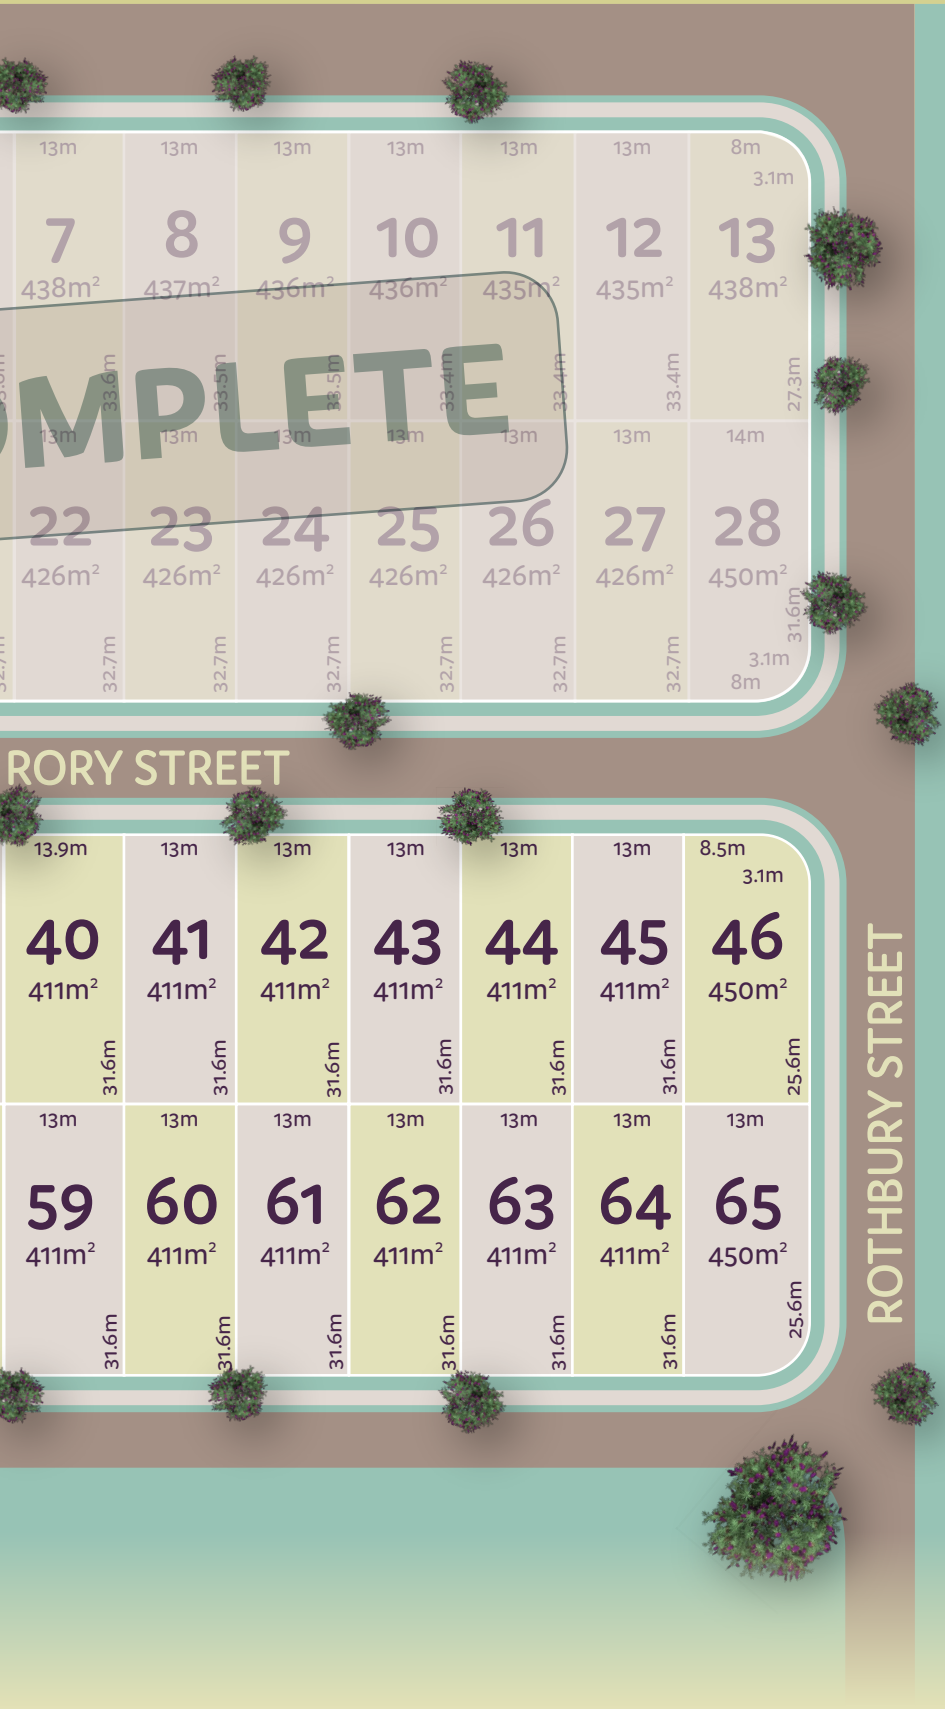 13m 13m 13m 13m 13m 13m 8m
3.1m
7 8 9 10 11 12 13
438m² 437m² 436m² 436m² 435m² 435m² 438m²
33.6m 33.5m 33.5m 33.4m 33.4m 33.4m 27.3m
OMPLETE
13m 13m 13m 13m 13m 13m 14m
22 23 24 25 26 27 28
426m² 426m² 426m² 426m² 426m² 426m² 450m²
31.6m
32.7m 32.7m 32.7m 32.7m 32.7m 32.7m
3.1m
8m
RORY STREET
13.9m 13m 13m 13m 13m 13m 8.5m
3.1m
40 41 42 43 44 45 46
411m² 411m² 411m² 411m² 411m² 411m² 450m²
31.6m 31.6m 31.6m 31.6m 31.6m 31.6m 25.6m
ROTHBURY STREET
13m 13m 13m 13m 13m 13m 13m
59 60 61 62 63 64 65
411m² 411m² 411m² 411m² 411m² 411m² 450m²
31.6m 31.6m 31.6m 31.6m 31.6m 31.6m 25.6m